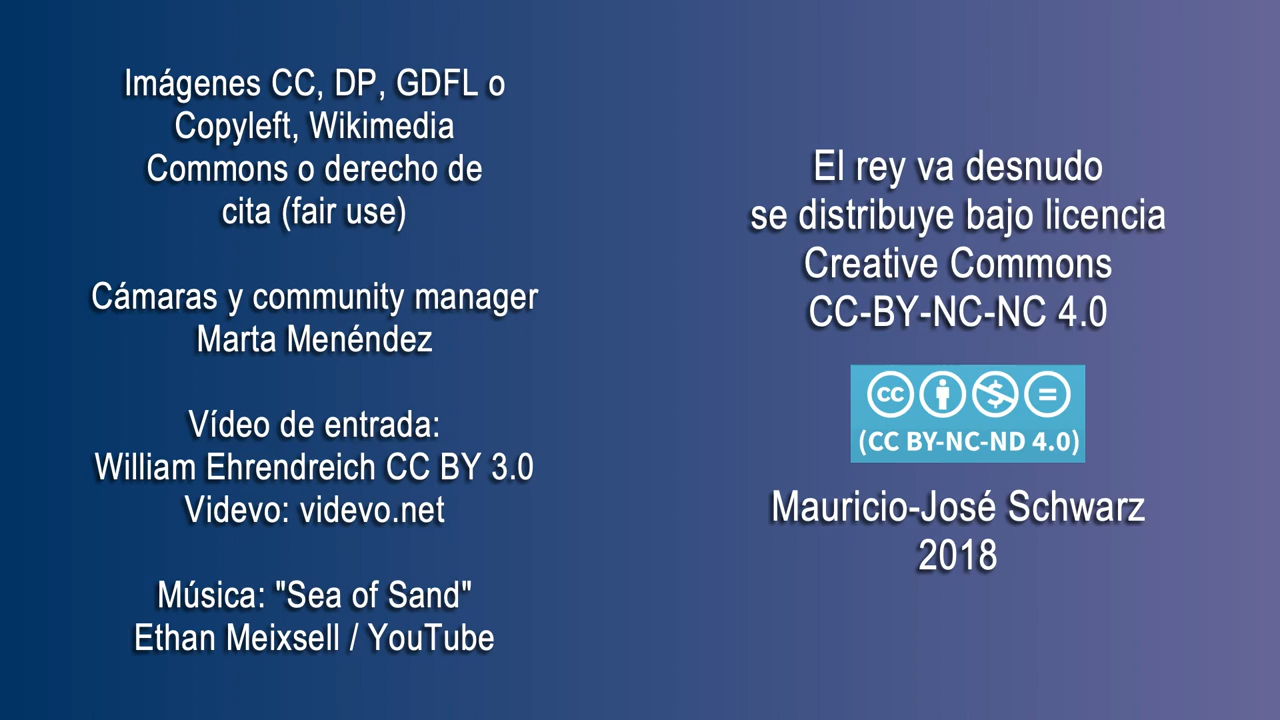 Imágenes CC, DP, GDFL o
Copyleft, Wikimedia
Commons o derecho de
cita (fair use)
Cámaras y community manager
Marta Menéndez
Vídeo de entrada:
William Ehrendreich CC BY 3.0
Videvo: videvo.net
Música: "Sea of Sand"
Ethan Meixsell / YouTube
El rey va desnudo
se distribuye bajo licencia
Creative Commons
CC-BY-NC-NC 4.0
cc $ =
(CC BY-NC-ND 4.0)
Mauricio-José Schwarz
2018